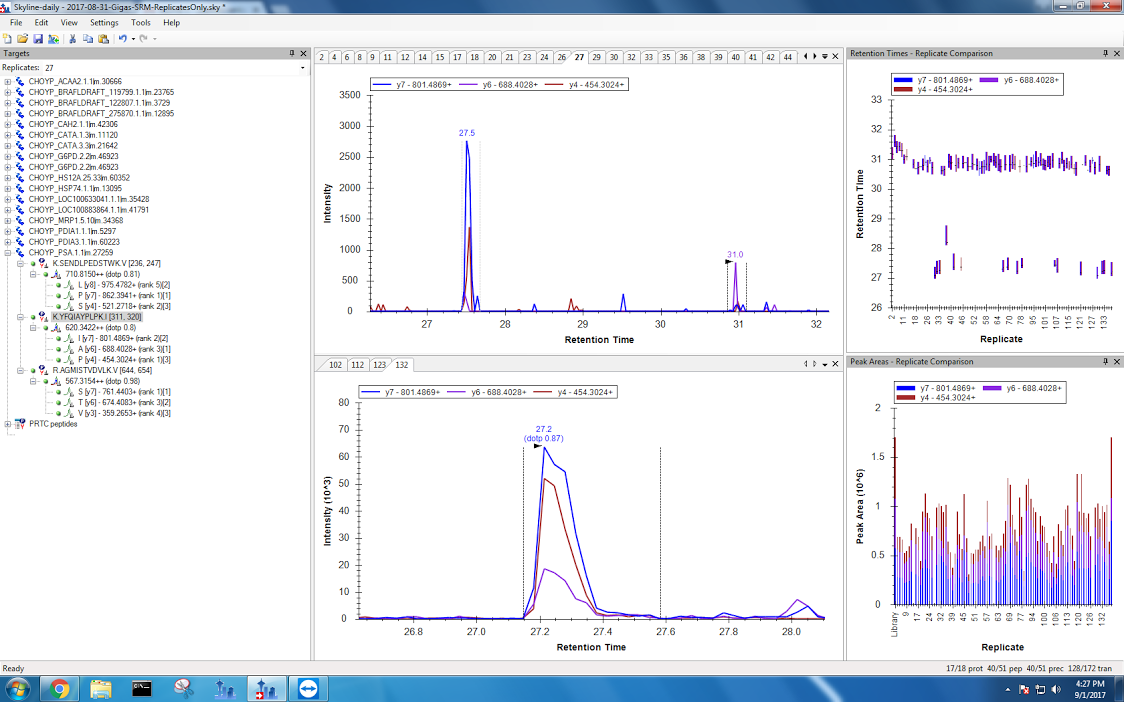 Skyline-daily - 2017-08-31-Gigas-SRM-ReplicatesOnly.sky *
File Edit View Settings Tools Help
Targets
Replicates: 27
CHOYP_ACAA2.1.1|m.30666
CHOYP_BRAFLDRAFT_119799.1.1|m.23765
CHOYP_BRAFLDRAFT_122807.1.1|m.3729
CHOYP_BRAFLDRAFT_275870.1.1|m.12895
CHOYP_CAH2.1.1|m.42306
CHOYP_CATA.1.3|m.11120
CHOYP_CATA.3.3|m.21642
CHOYP_G6PD.2.2|m.46923
CHOYP_G6PD.2.2|m.46923
CHOYP_HS12A.25.33|m.60352
CHOYP_HSP74.1.1|m.13095
CHOYP_LOC100633041.1.1|m.35428
CHOYP_LOC100883864.1.1|m.41791
CHOYP_MRP1.5.10|m.34368
CHOYP_PDIA1.1.1|m.5297
CHOYP_PDIA3.1.1|m.60223
CHOYP_PSA.1.1|m.27259
K.SENDLPEDSTWK.V [236, 247]
710.8150++ (dotp 0.81)
L [y8] - 975.4782+ (rank 5)[2]
P [y7] - 862.3941+ (rank 1)[1]
S [y4] - 521.2718+ (rank 2)[3]
K.YFQIAYPLPK.I [311, 320]
620.3422++ (dotp 0.8)
I [y7] - 801.4869+ (rank 2)[2]
A [y6] - 688.4028+ (rank 3)[1]
P [y4] - 454.3024+ (rank 1)[3]
R.AGMISTVDVLK.V [644, 654]
567.3154++ (dotp 0.98)
S [y7] - 761.4403+ (rank 1)[1]
T [y6] - 674.4083+ (rank 3)[2]
V [y3] - 359.2653+ (rank 4)[3]
PRTC peptides
2 4 6 8 9 11 12 14 16 17 18 20 21 23 24 26 27 29 30 32 33 35 36 38 39 40 41 42 44
y7 - 801.4869+ y6 - 688.4028+ y4 - 454.3024+
3500
3000
2500
2000
1500
1000
500
0
Intensity
27.5
31.0
27 28 29 30 31 32
Retention Time
102 112 123 132
y7 - 801.4869+ y6 - 688.4028+ y4 - 454.3024+
80
70
60
50
40
30
20
10
0
Intensity (10^3)
27.2
(dotp 0.87)
26.8 27.0 27.2 27.4 27.6 27.8 28.0
Retention Time
Retention Times - Replicate Comparison
y7 - 801.4869+ y6 - 688.4028+
y4 - 454.3024+
33
32
31
30
29
28
27
26
Retention Time
2 11 18 26 33 40 46 52 58 64 70 78 95 101 107 115 121 127 133
Replicate
Peak Areas - Replicate Comparison
y7 - 801.4869+ y6 - 688.4028+
y4 - 454.3024+
2
1.5
1
0.5
0
Peak Area (10^6)
Library 9 17 24 32 39 45 51 57 63 69 77 94 100 106 113 120 126 132
Replicate
Ready
17/18 prot 40/51 pep 40/51 prec 128/172 tran
4:27 PM
9/1/2017